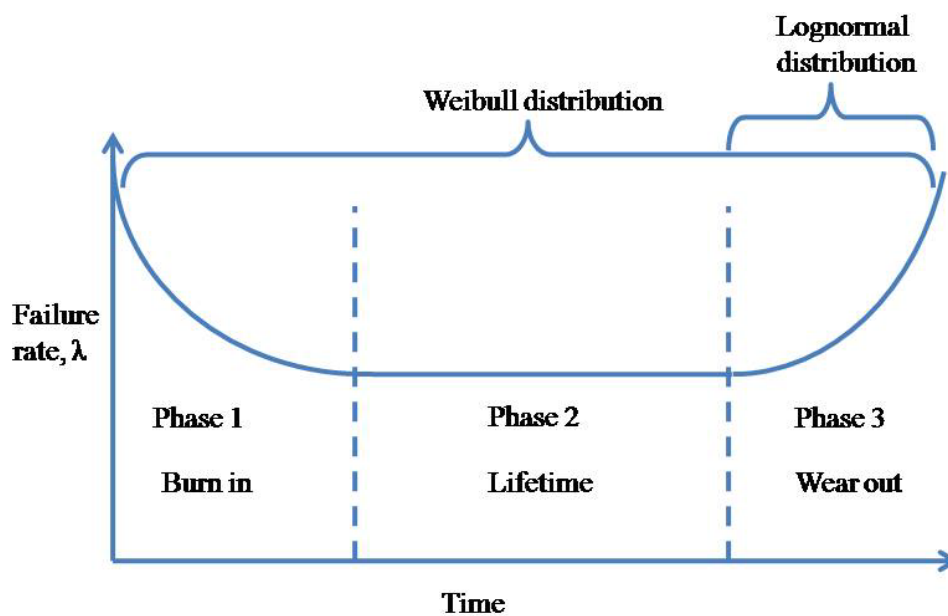 Lognormal
distribution
Weibull distribution
Failure
rate, λ
Phase 1
Phase 2
Phase 3
Burn in
Lifetime
Wear out
Time